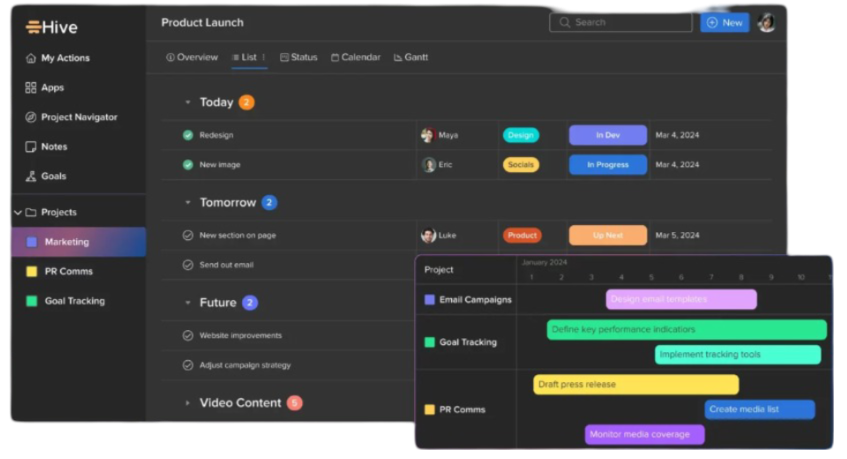 Hive
Product Launch
Search
New
My Actions
Apps
Project Navigator
Notes
Goals
Projects
Marketing
PR Comms
Goal Tracking
Overview List Status Calendar Gantt
Today 2
Redesign Maya Design In Dev Mar 4, 2024
New image Eric Socials In Progress Mar 4, 2024
Tomorrow 2
New section on page Luke Product Up Next Mar 5, 2024
Send out email
Future 2
Website improvements
Adjust campaign strategy
Video Content 5
Project January 2024
1 2 3 4 5 6 7 8 9 10
Email Campaigns Design email templates
Goal Tracking Define key performance indicators
Implement tracking tools
Draft press release
PR Comms Create media list
Monitor media coverage